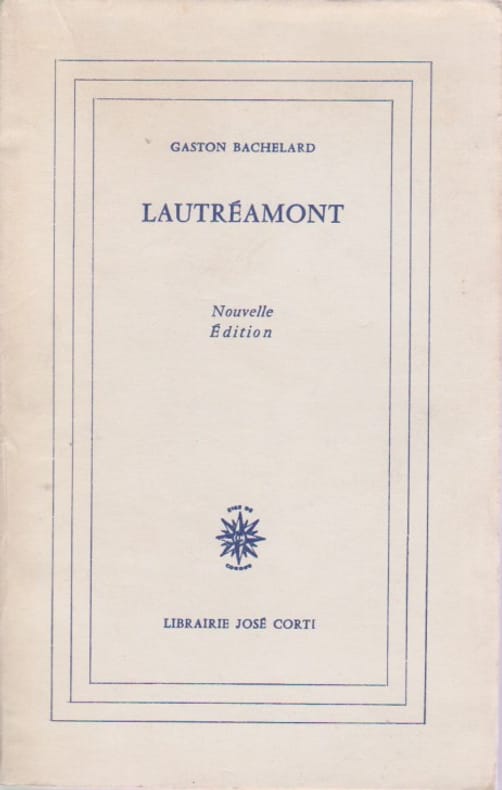 GASTON BACHELARD
LAUTRÉAMONT
Nouvelle
Édition
LIBRAIRIE JOSÉ CORTI